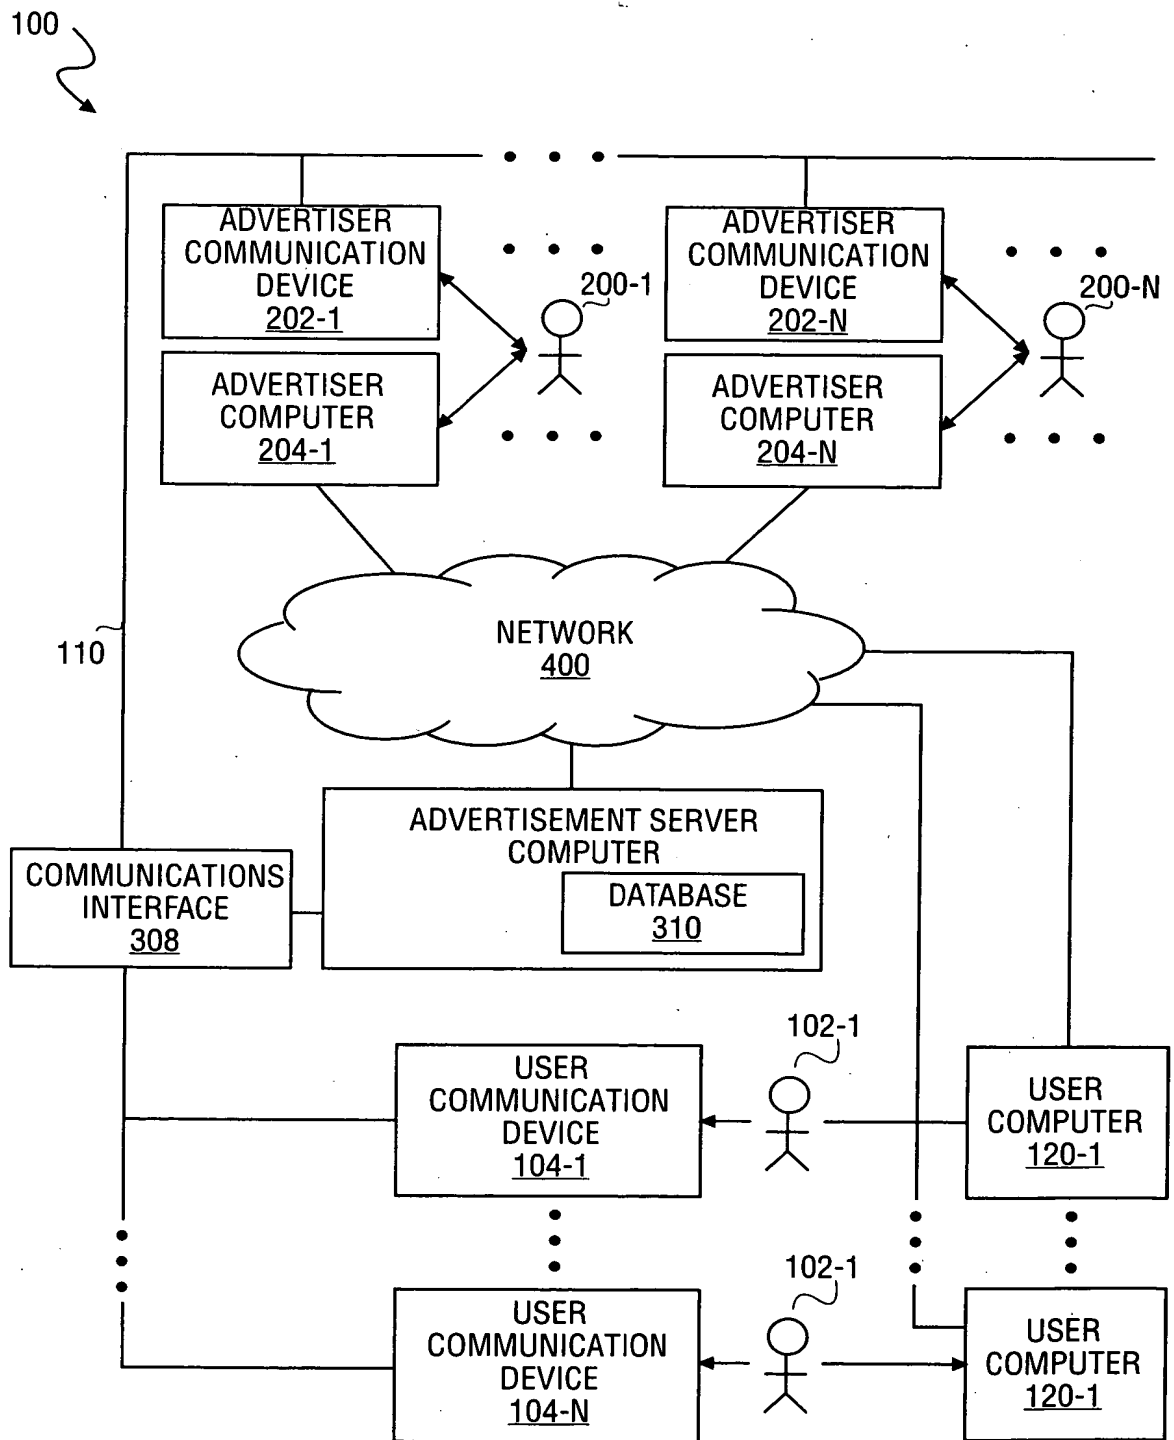 100
ADVERTISER
COMMUNICATION
DEVICE
202-1
200-1
ADVERTISER
COMMUNICATION
DEVICE
202-N
200-N
ADVERTISER
COMPUTER
204-1
ADVERTISER
COMPUTER
204-N
110
NETWORK
400
ADVERTISEMENT SERVER
COMPUTER
DATABASE
310
COMMUNICATIONS
INTERFACE
308
USER
COMMUNICATION
DEVICE
104-1
102-1
USER
COMPUTER
120-1
USER
COMMUNICATION
DEVICE
104-N
102-1
USER
COMPUTER
120-1